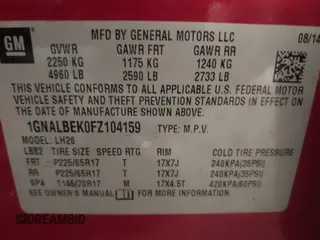 GM
MFD BY GENERAL MOTORS LLC
08/14
GVWR GAWR FRT GAWR RR
2250 KG 1175 KG 1240 KG
4960 LB 2590 LB 2733 LB
THIS VEHICLE CONFORMS TO ALL APPLICABLE U.S. FEDERAL MOTOR
VEHICLE SAFETY AND THEFT PREVENTION STANDARDS IN EFFECT ON
THE DATE OF MANUFACTURE SHOWN ABOVE.
1GNALBEK0FZ104159 TYPE: M.P.V.
MODEL: LH26
LBB2 TIRE SIZE SPEED RTG RIM COLD TIRE PRESSURE
FRT P225/65R17 T 17X7J 240KPA(35PSI)
RR P225/65R17 T 17X7J 240KPA(35PSI)
SPA T145/70R17 M 17X4.5T 420KPA(60PSI)
SEE OWNER'S MANUAL FOR
DREAMBID